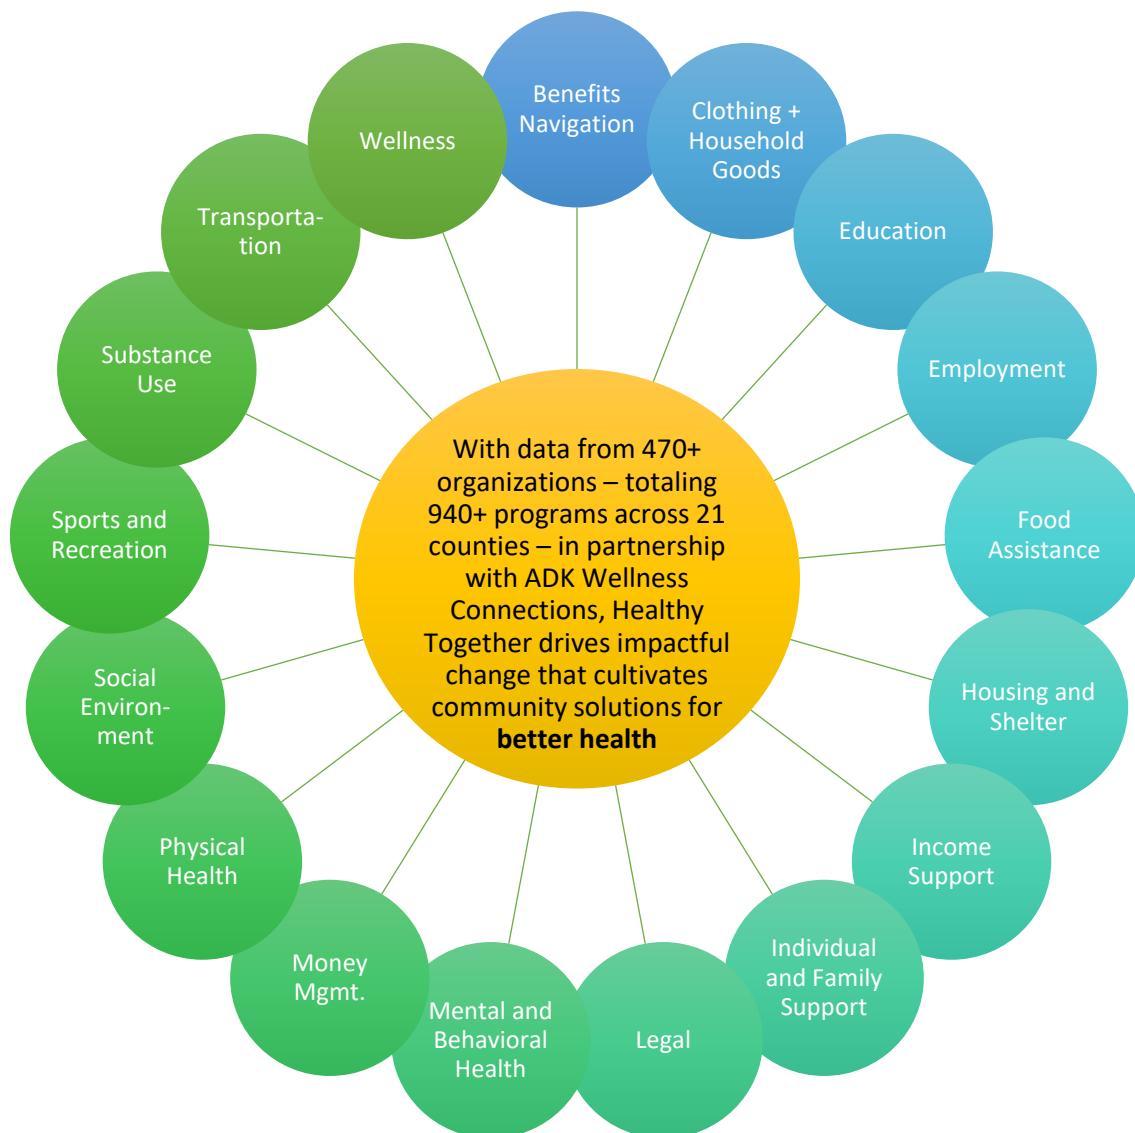 Benefits
Navigation
Clothing +
Household
Goods
Education
Employment
Food
Assistance
Housing and
Shelter
Income
Support
Individual
and Family
Support
Legal
Mental and
Behavioral
Health
Money
Mgmt.
Physical
Health
Social
Environ-
ment
Sports and
Recreation
Substance
Use
Transporta-
tion
Wellness
With data from 470+
organizations – totaling
940+ programs across 21
counties – in partnership
with ADK Wellness
Connections, Healthy
Together drives impactful
change that cultivates
community solutions for
better health